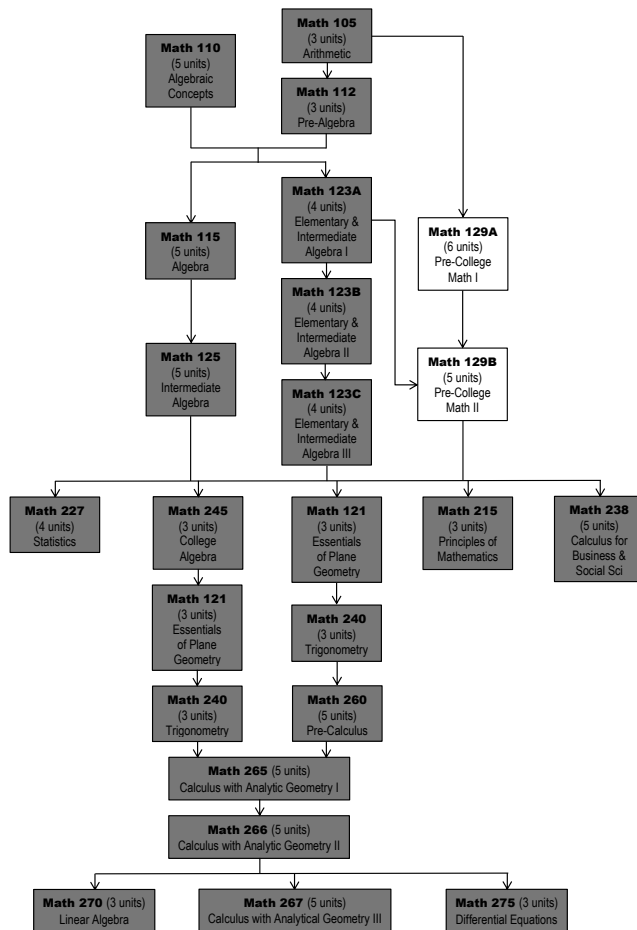 Math 105
(3 units)
Arithmetic
Math 110
(5 units)
Algebraic
Concepts
Math 112
(3 units)
Pre-Algebra
Math 123A
(4 units)
Elementary &
Intermediate
Algebra I
Math 115
(5 units)
Algebra
Math 129A
(6 units)
Pre-College
Math I
Math 123B
(4 units)
Elementary &
Intermediate
Algebra II
Math 125
(5 units)
Intermediate
Algebra
Math 129B
(5 units)
Pre-College
Math II
Math 123C
(4 units)
Elementary &
Intermediate
Algebra III
Math 227
(4 units)
Statistics
Math 245
(3 units)
College
Algebra
Math 121
(3 units)
Essentials
of Plane
Geometry
Math 215
(3 units)
Principles of
Mathematics
Math 238
(5 units)
Calculus for
Business &
Social Sci
Math 121
(3 units)
Essentials
of Plane
Geometry
Math 240
(3 units)
Trigonometry
Math 240
(3 units)
Trigonometry
Math 260
(5 units)
Pre-Calculus
Math 265 (5 units)
Calculus with Analytic Geometry I
Math 266 (5 units)
Calculus with Analytic Geometry II
Math 270 (3 units)
Linear Algebra
Math 267 (5 units)
Calculus with Analytical Geometry III
Math 275 (3 units)
Differential Equations